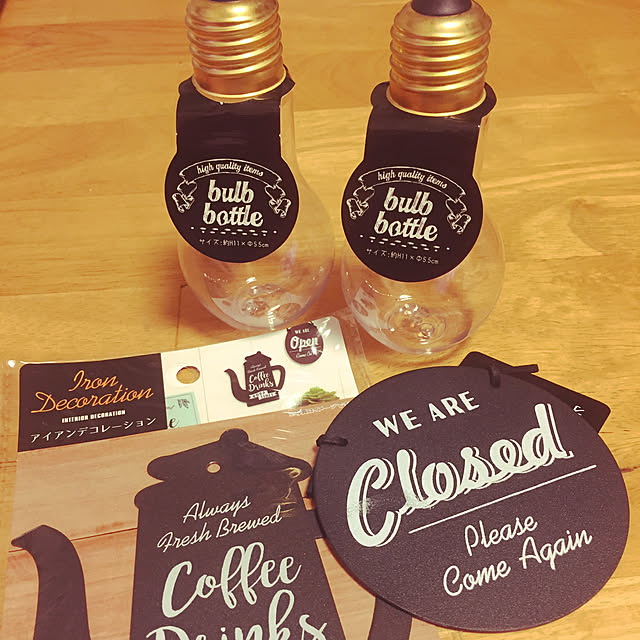 high quality items
bulb
bottle
サイズ:約H11×Φ5.5cm
high quality items
bulb
bottle
サイズ:約H11×Φ5.5cm
Iron
Decoration
INTERIOR DECORATION
アイアンデコレーション
WE ARE
Open
Coffee
Drinks
Always
Fresh Brewed
Coffee
Drinks
WE ARE
Closed
Please
Come Again